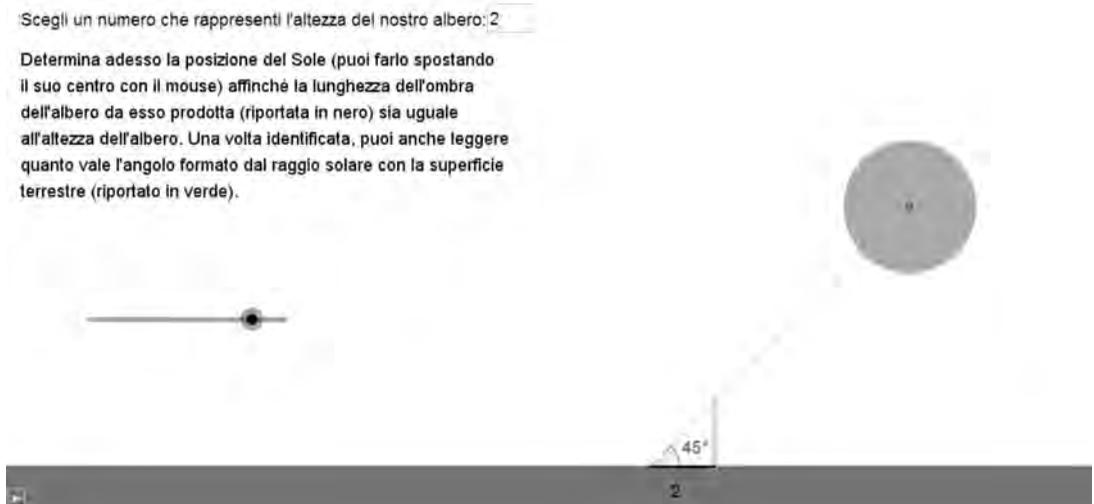 Scegli un numero che rappresenti l'altezza del nostro albero: 2
Determina adesso la posizione del Sole (puoi farlo spostando
il suo centro con il mouse) affinché la lunghezza dell'ombra
dell'albero da esso prodotta (riportata in nero) sia uguale
all'altezza dell'albero. Una volta identificata, puoi anche leggere
quanto vale l'angolo formato dal raggio solare con la superficie
terrestre (riportato in verde).
45°
2